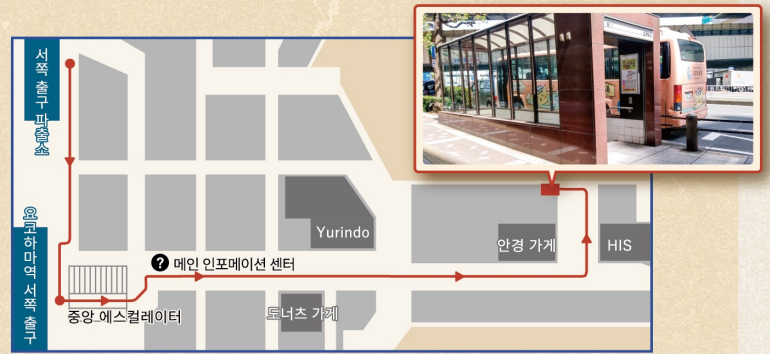 서쪽 출구 파출소
요코하마역 서쪽 출구
Yurindo
안경 가게
HIS
? 메인 인포메이션 센터
중앙 에스컬레이터
도너츠 가게